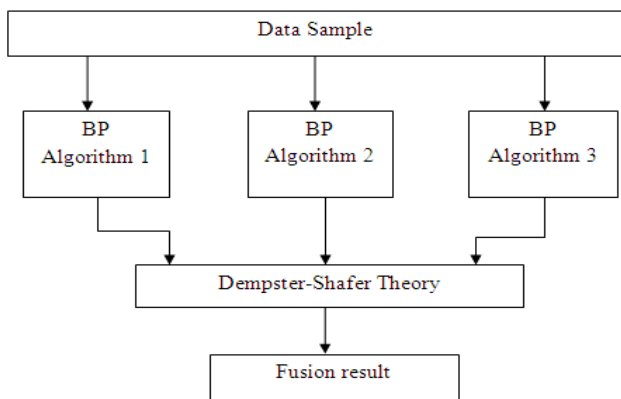 Data Sample
BP
Algorithm 1
BP
Algorithm 2
BP
Algorithm 3
Dempster-Shafer Theory
Fusion result